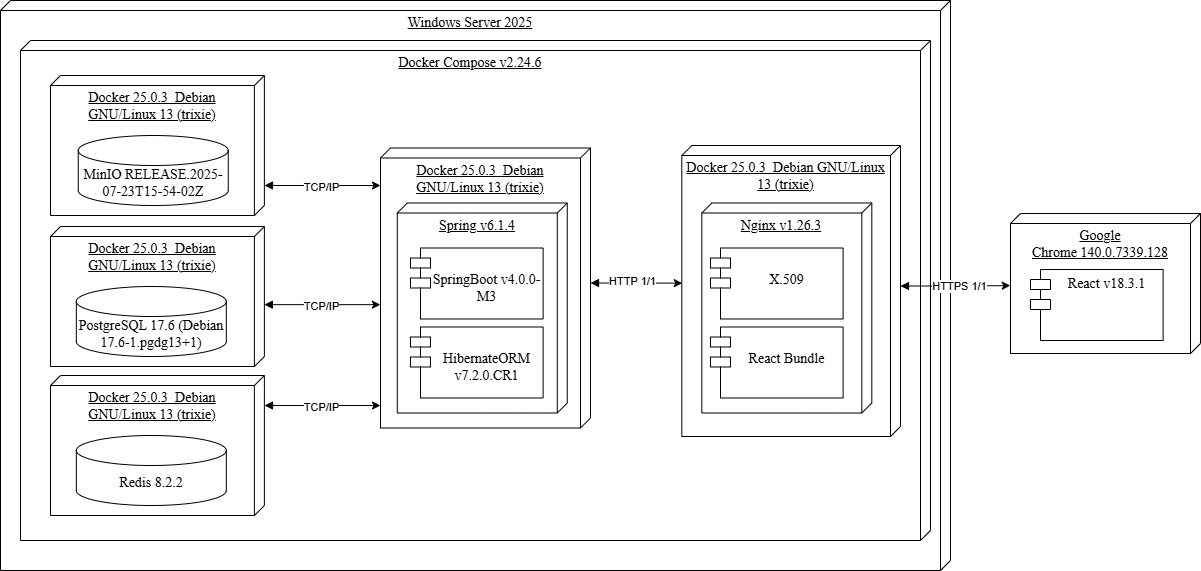 Windows Server 2025
Docker Compose v2.24.6
Docker 25.0.3 Debian
GNU/Linux 13 (trixie)
MinIO RELEASE.2025-
07-23T15-54-02Z
TCP/IP
Docker 25.0.3 Debian
GNU/Linux 13 (trixie)
PostgreSQL 17.6 (Debian
17.6-1.pgdg13+1)
TCP/IP
Docker 25.0.3 Debian
GNU/Linux 13 (trixie)
Redis 8.2.2
TCP/IP
Docker 25.0.3 Debian
GNU/Linux 13 (trixie)
Spring v6.1.4
SpringBoot v4.0.0-
M3
HibernateORM
v7.2.0.CR1
HTTP 1/1
Docker 25.0.3 Debian GNU/Linux
13 (trixie)
Nginx v1.26.3
X.509
React Bundle
HTTPS 1/1
Google
Chrome 140.0.7339.128
React v18.3.1